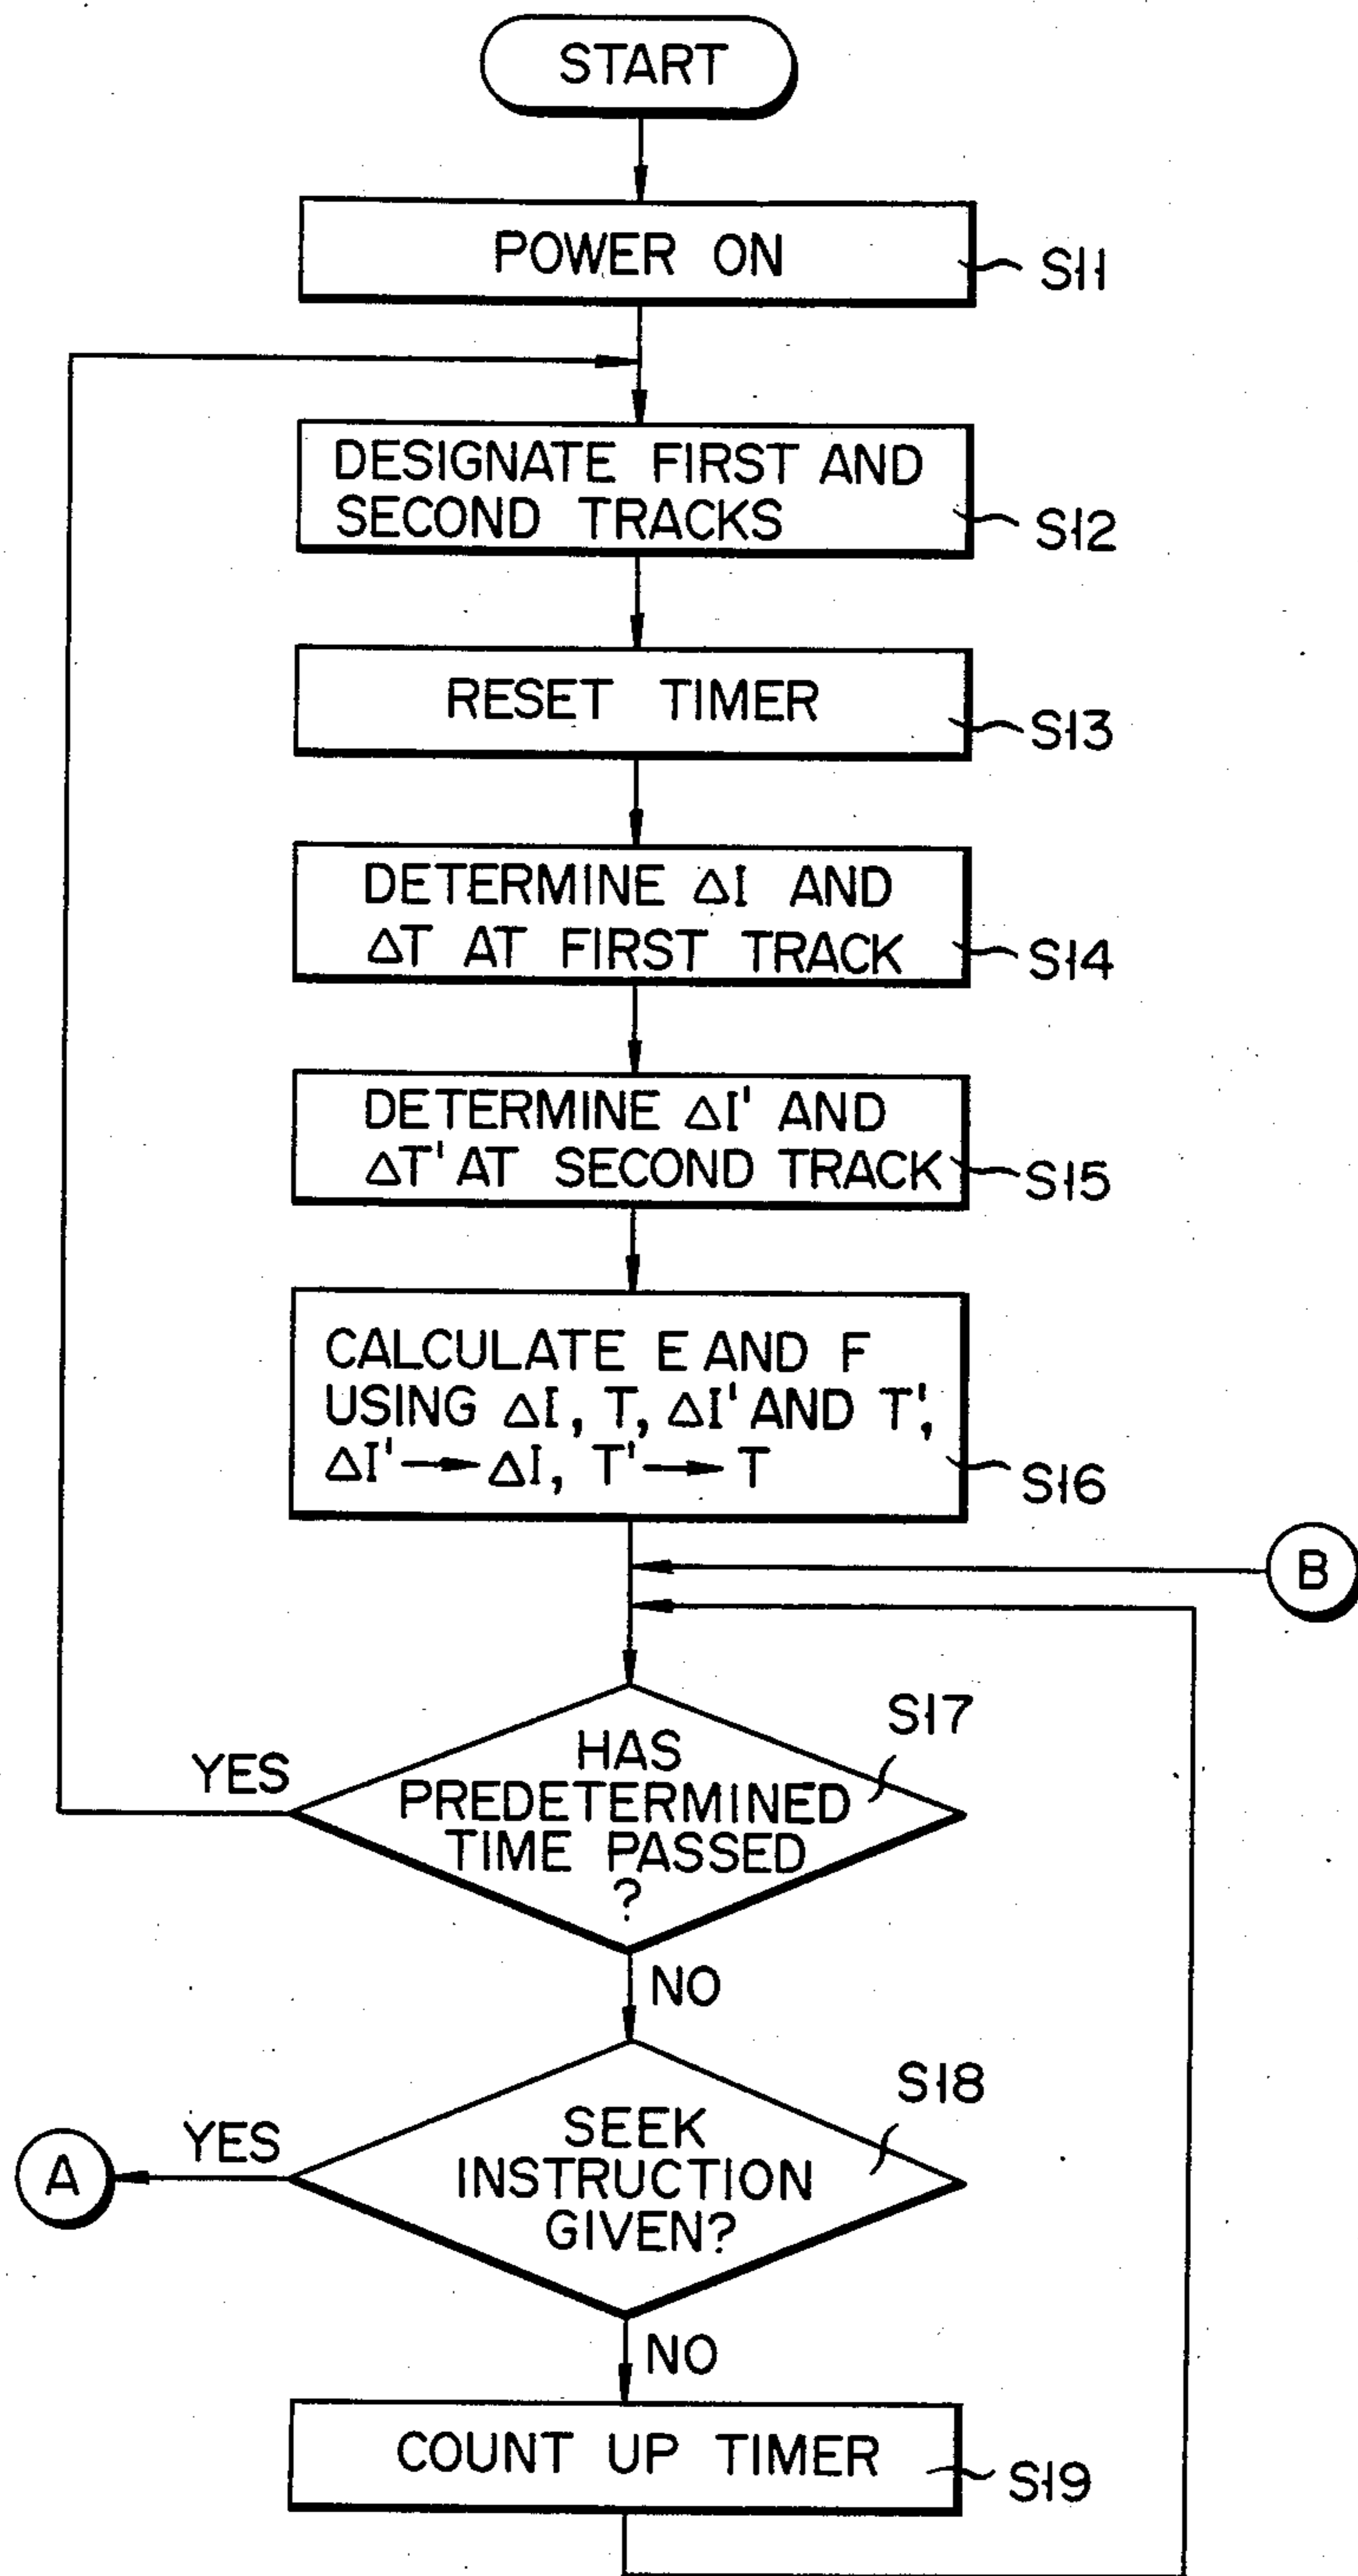 START
POWER ON
S11
DESIGNATE FIRST AND
SECOND TRACKS
S12
RESET TIMER
S13
DETERMINE ΔI AND
ΔT AT FIRST TRACK
S14
DETERMINE ΔI' AND
ΔT' AT SECOND TRACK
S15
CALCULATE E AND F
USING ΔI, T, ΔI' AND T',
ΔI' → ΔI, T' → T
S16
B
S17
HAS
PREDETERMINED
TIME PASSED
?
YES
NO
S18
SEEK
INSTRUCTION
GIVEN?
YES
A
NO
COUNT UP TIMER
S19